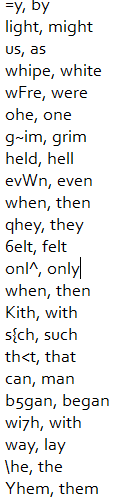 =y, by
light, might
us, as
whipe, white
wFre, were
ohe, one
g~im, grim
held, hell
evWn, even
when, then
qhey, they
6elt, felt
onl^, only
when, then
Kith, with
s{ch, such
th<t, that
can, man
b5gan, began
wi7h, with
way, lay
\he, the
Yhem, them